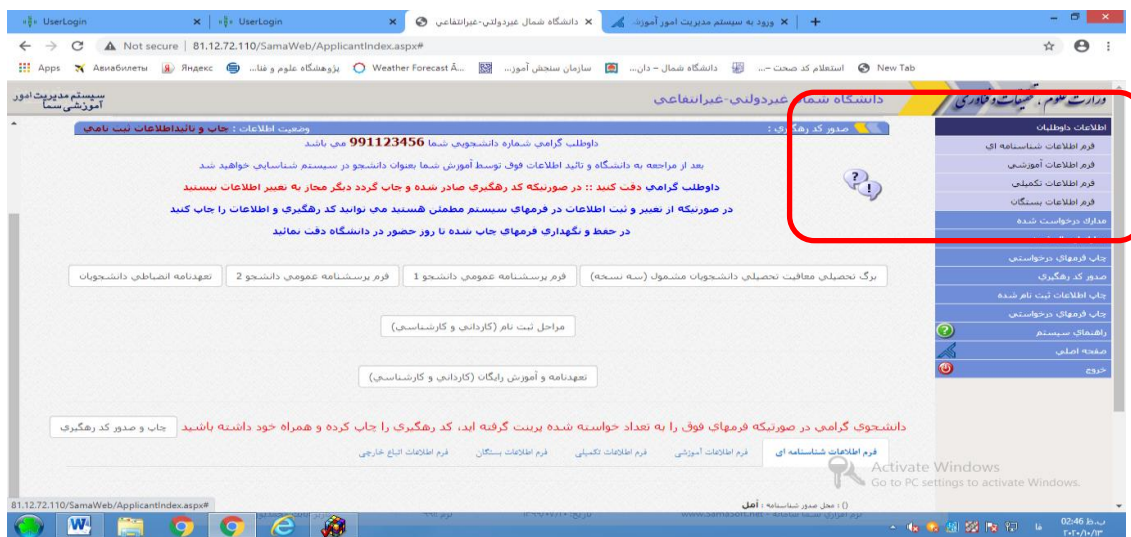 UserLogin
UserLogin
دانشگاه شمال غیردولتی-غیرانتفاعی
ورود به سیستم مدیریت امور آموزشـ
Not secure | 81.12.72.110/SamaWeb/ApplicantIndex.aspx#
Apps
Авиабилеты
Яндекс
پژوهشگاه علوم و فنا...
Weather Forecast Â...
سازمان سنجش آموز...
دانشگاه شمال – دان...
استعلام کد صحت –...
New Tab
وزارت علوم، تحقیقات و فناوری
دانشگاه شمال غیردولتی-غیرانتفاعی
سیستم مدیریت امور
آموزشی سما
اطلاعات داوطلبان
فرم اطلاعات شناسنامه ای
فرم اطلاعات آموزشی
فرم اطلاعات تکمیلی
فرم اطلاعات بستگان
مدارك درخواست شده
چاپ فرمهای درخواستی
صدور کد رهگیری
چاپ اطلاعات ثبت نام شده
چاپ فرمهای درخواستی
راهنمای سیستم
صفحه اصلی
خروج
صدور کد رهگیری :
وضعیت اطلاعات : چاپ و تائیداطلاعات ثبت نامی
داوطلب گرامی شماره دانشجویی شما 991123456 می باشد
بعد از مراجعه به دانشگاه و تائید اطلاعات فوق توسط آموزش شما بعنوان دانشجو در سیستم شناسایی خواهید شد
داوطلب گرامی دقت کنید :: در صورتیکه کد رهگیری صادر شده و چاپ گردد دیگر مجاز به تغییر اطلاعات نیستید
در صورتیکه از تغییر و ثبت اطلاعات در فرمهای سیستم مطمئن هستید می توانید کد رهگیری و اطلاعات را چاپ کنید
در حفظ و نگهداری فرمهای چاپ شده تا روز حضور در دانشگاه دقت نمائید
برگ تحصیلی معافیت تحصیلی دانشجویان مشمول (سه نسخه)
فرم پرسشنامه عمومی دانشجو 1
فرم پرسشنامه عمومی دانشجو 2
تعهدنامه انضباطی دانشجویان
مراحل ثبت نام (کاردانی و کارشناسی)
تعهدنامه و آموزش رایگان (کاردانی و کارشناسی)
دانشجوی گرامی در صورتیکه فرمهای فوق را به تعداد خواسته شده پرینت گرفته اید، کد رهگیری را چاپ کرده و همراه خود داشته باشید
چاپ و صدور کد رهگیری
فرم اطلاعات شناسنامه ای
فرم اطلاعات آموزشی
فرم اطلاعات تکمیلی
فرم اطلاعات بستگان
فرم اطلاعات اتباع خارجی
Activate Windows
Go to PC settings to activate Windows.
() : محل صدور شناسنامه : آمل
81.12.72.110/SamaWeb/ApplicantIndex.aspx#
فا
02:46 ب.ظ
۲۰۲۰/۱۰/۱۳